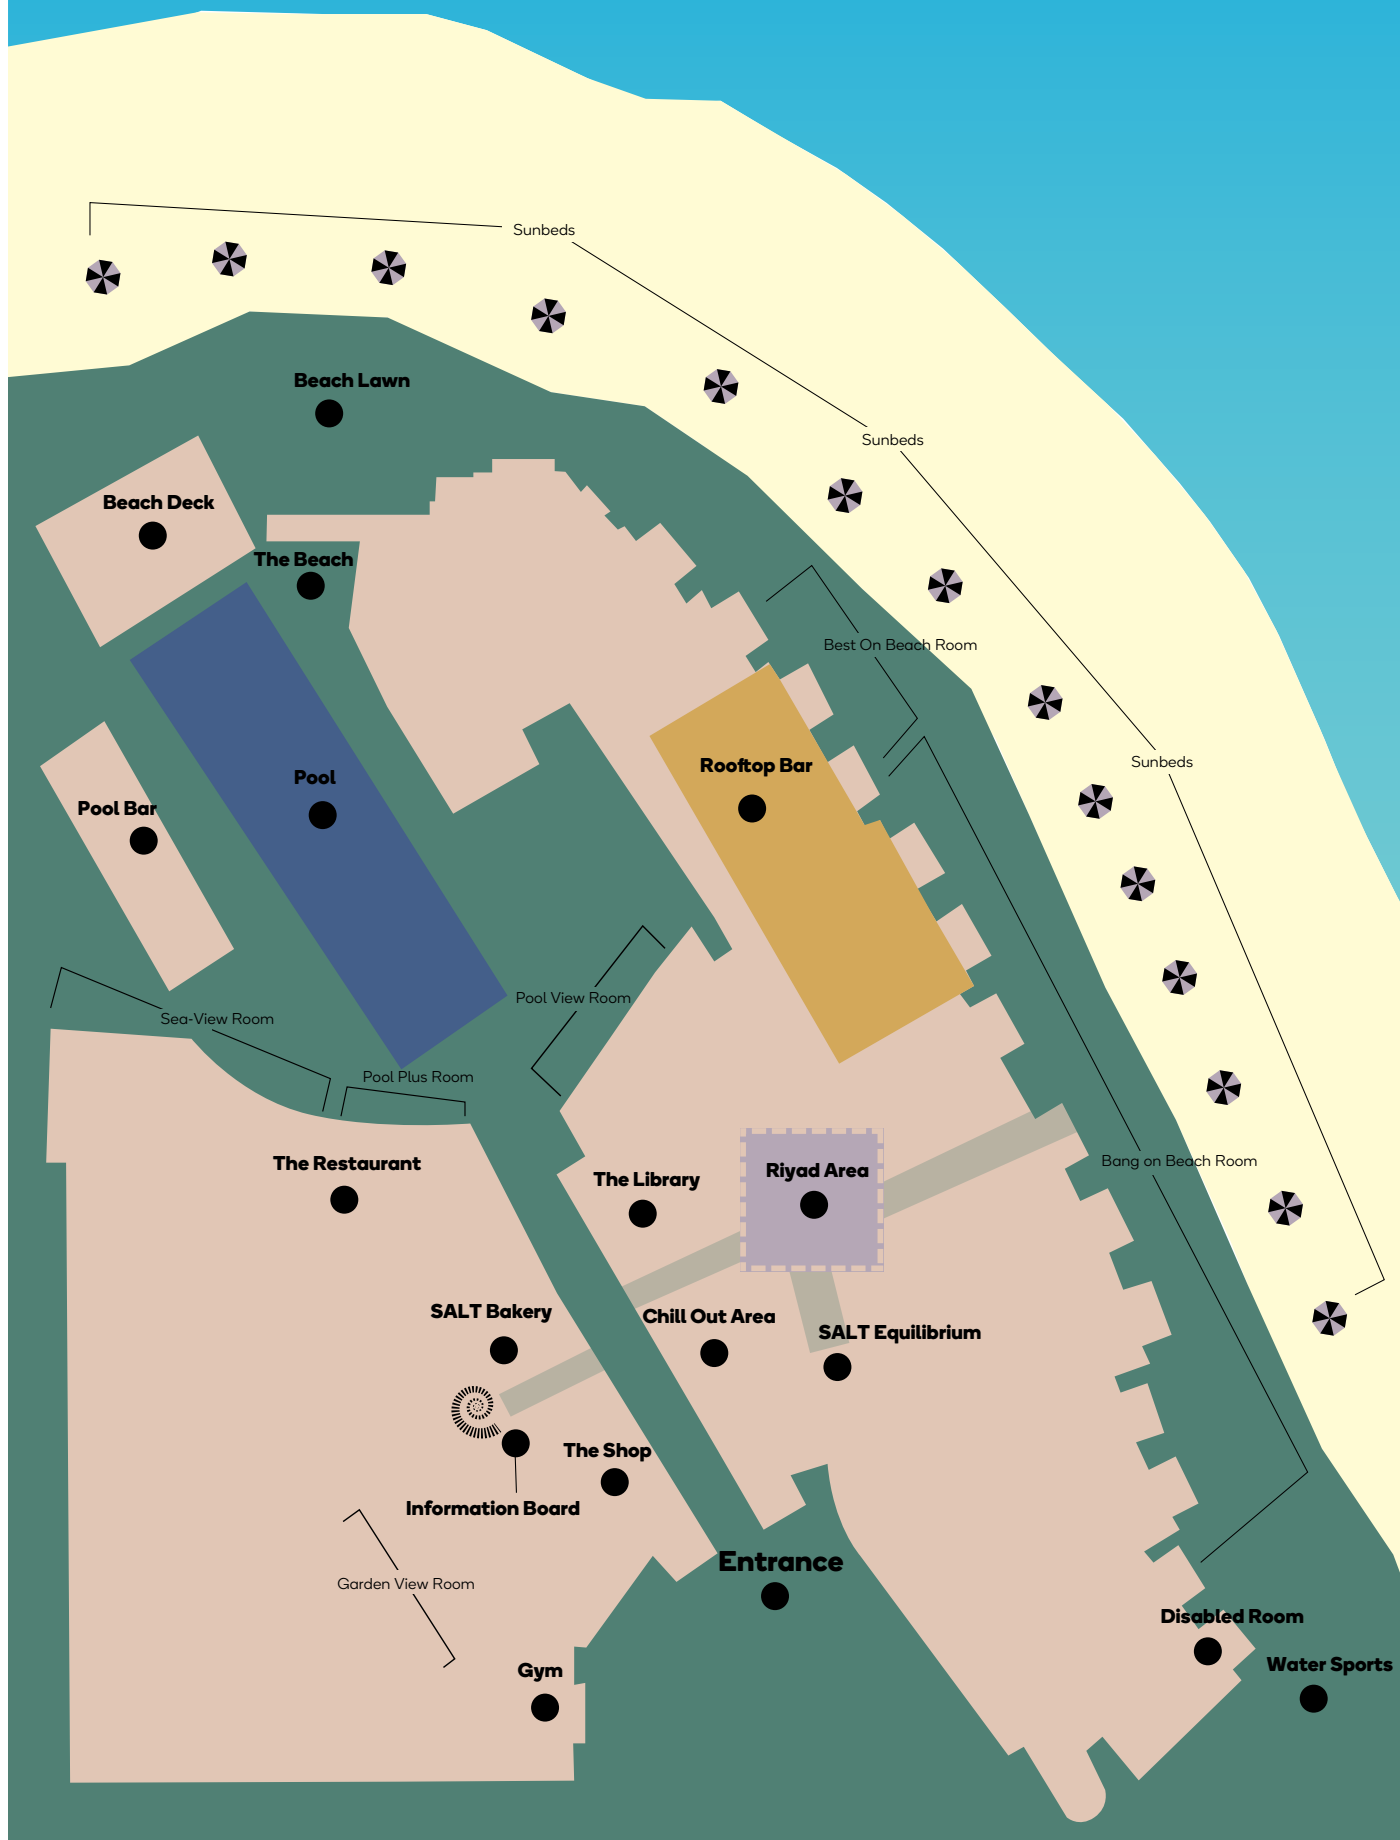 Sunbeds
Beach Lawn
Sunbeds
Beach Deck
The Beach
Best On Beach Room
Rooftop Bar
Sunbeds
Pool
Pool Bar
Pool View Room
Sea-View Room
Pool Plus Room
Bang on Beach Room
The Restaurant
The Library
Riyad Area
SALT Bakery
Chill Out Area
SALT Equilibrium
The Shop
Information Board
Entrance
Garden View Room
Disabled Room
Gym
Water Sports